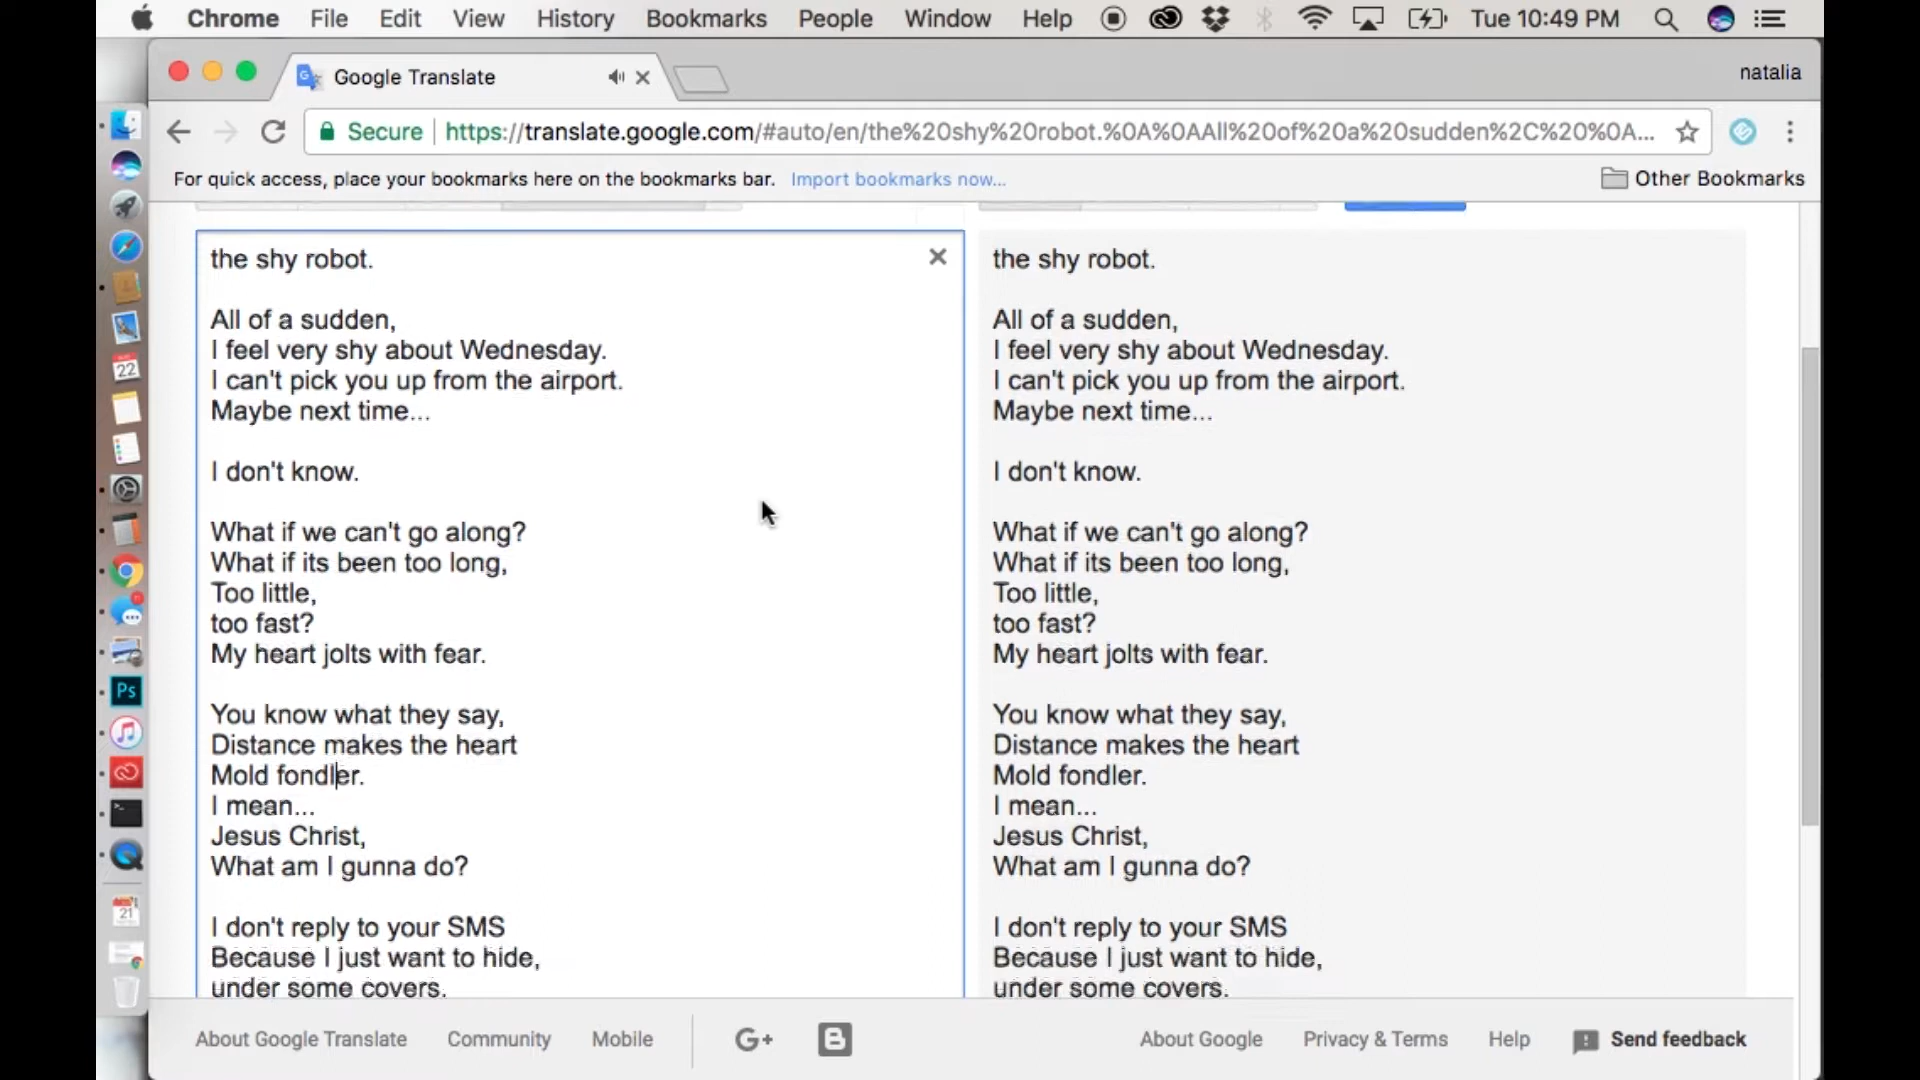 Chrome File Edit View History Bookmarks People Window Help Tue 10:49 PM
Google Translate
natalia
Secure https://translate.google.com/#auto/en/the%20shy%20robot.%0A%0AAll%20of%20a%20sudden%2C%20%0A...
For quick access, place your bookmarks here on the bookmarks bar. Import bookmarks now...
Other Bookmarks
the shy robot.
All of a sudden,
I feel very shy about Wednesday.
I can't pick you up from the airport.
Maybe next time...
I don't know.
What if we can't go along?
What if its been too long,
Too little,
too fast?
My heart jolts with fear.
You know what they say,
Distance makes the heart
Mold fondler.
I mean...
Jesus Christ,
What am I gunna do?
I don't reply to your SMS
Because I just want to hide,
under some covers.
the shy robot.
All of a sudden,
I feel very shy about Wednesday.
I can't pick you up from the airport.
Maybe next time...
I don't know.
What if we can't go along?
What if its been too long,
Too little,
too fast?
My heart jolts with fear.
You know what they say,
Distance makes the heart
Mold fondler.
I mean...
Jesus Christ,
What am I gunna do?
I don't reply to your SMS
Because I just want to hide,
under some covers.
22
Ps
21
About Google Translate Community Mobile G+ B About Google Privacy & Terms Help Send feedback